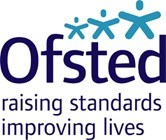 Ofsted
raising standards
improving lives